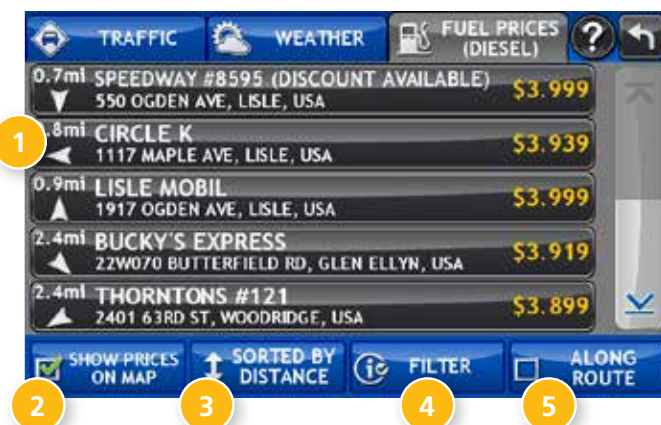 TRAFFIC
WEATHER
FUEL PRICES
(DIESEL)
?
0.7mi SPEEDWAY #8595 (DISCOUNT AVAILABLE)
550 OGDEN AVE, LISLE, USA
$3.999
1
.8mi CIRCLE K
1117 MAPLE AVE, LISLE, USA
$3.939
0.9mi LISLE MOBIL
1917 OGDEN AVE, LISLE, USA
$3.999
2.4mi BUCKY'S EXPRESS
22W070 BUTTERFIELD RD, GLEN ELLYN, USA
$3.919
2.4mi THORNTONS #121
2401 63RD ST, WOODRIDGE, USA
$3.899
SHOW PRICES
ON MAP
SORTED BY
DISTANCE
FILTER
ALONG
ROUTE
2
3
4
5